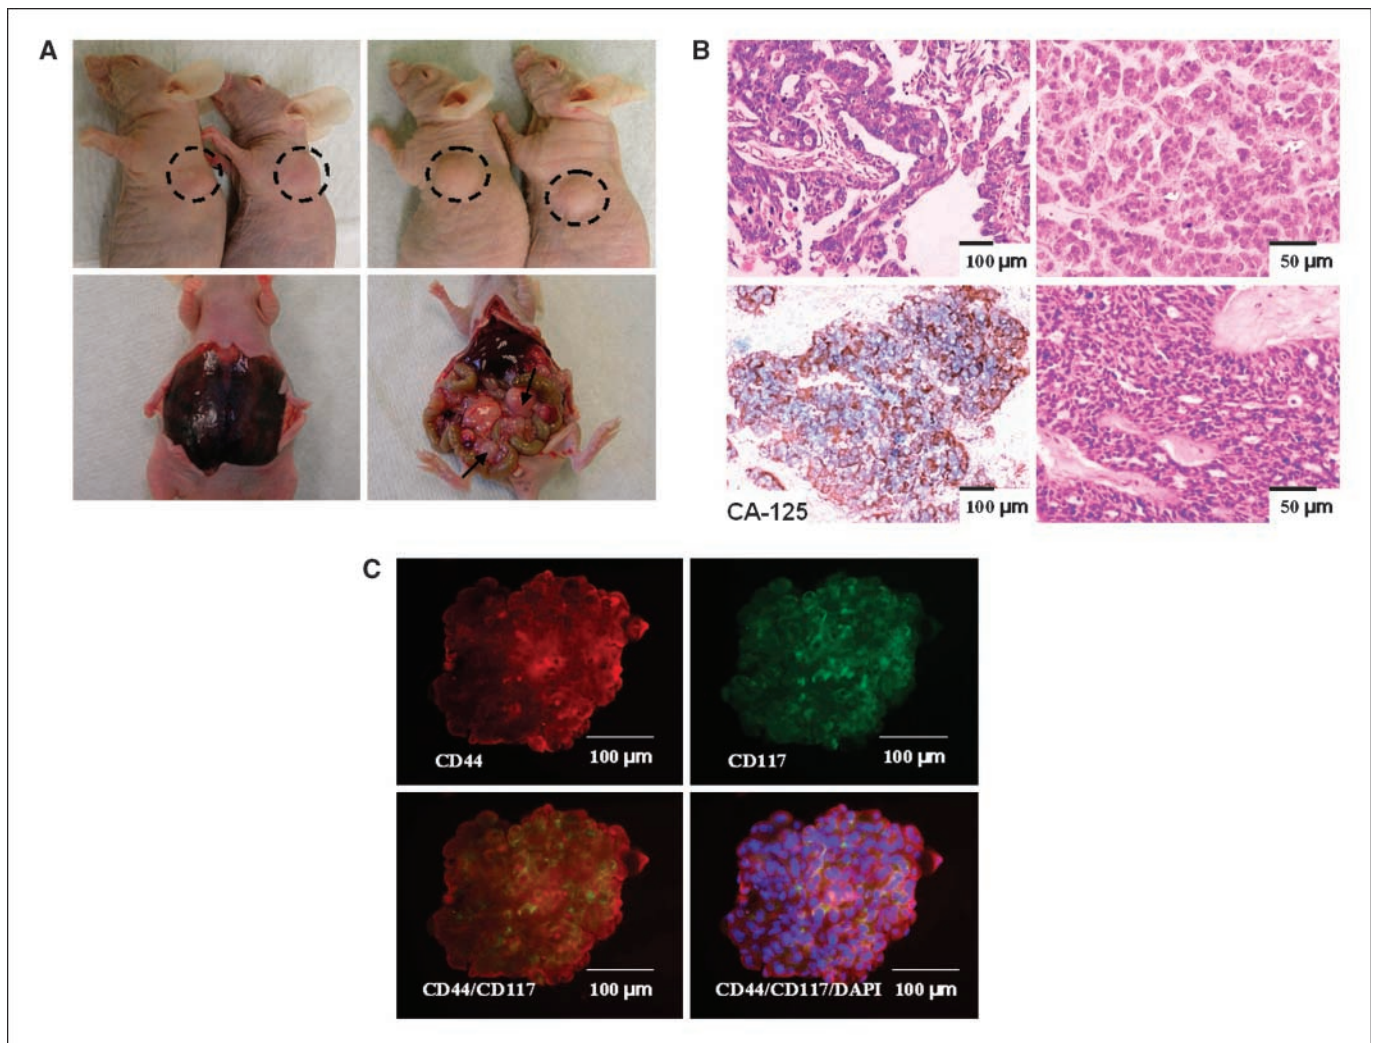 A
B
100 µm
50 µm
CA-125
100 µm
50 µm
C
CD44
100 µm
CD117
100 µm
CD44/CD117
100 µm
CD44/CD117/DAPI
100 µm